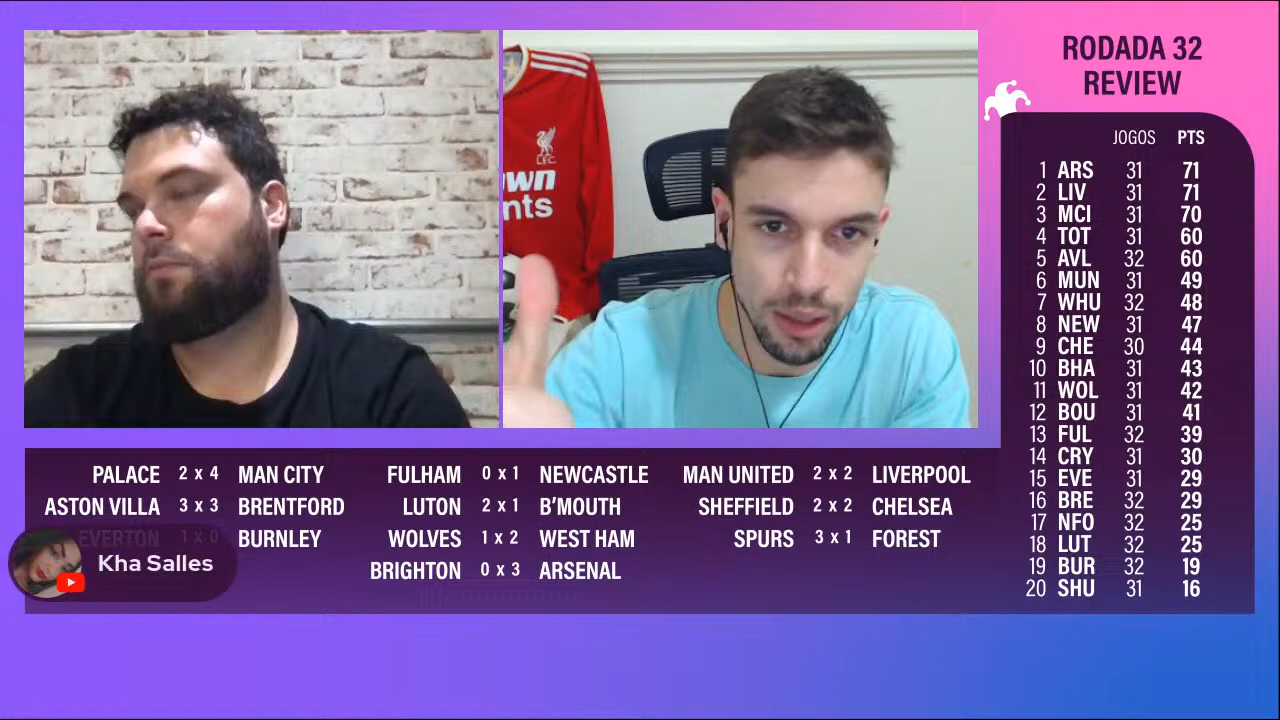 RODADA 32
REVIEW
JOGOS PTS
1 ARS 31 71
2 LIV 31 71
3 MCI 31 70
4 TOT 31 60
5 AVL 32 60
6 MUN 31 49
7 WHU 32 48
8 NEW 31 47
9 CHE 30 44
10 BHA 31 43
11 WOL 31 42
12 BOU 31 41
13 FUL 32 39
14 CRY 31 30
15 EVE 31 29
16 BRE 32 29
17 NFO 32 25
18 LUT 32 25
19 BUR 32 19
20 SHU 31 16
L.F.C.
wn
nts
PALACE 2 x 4 MAN CITY
ASTON VILLA 3 x 3 BRENTFORD
EVERTON 1 x 0 BURNLEY
FULHAM 0 x 1 NEWCASTLE
LUTON 2 x 1 B'MOUTH
WOLVES 1 x 2 WEST HAM
BRIGHTON 0 x 3 ARSENAL
MAN UNITED 2 x 2 LIVERPOOL
SHEFFIELD 2 x 2 CHELSEA
SPURS 3 x 1 FOREST
Kha Salles